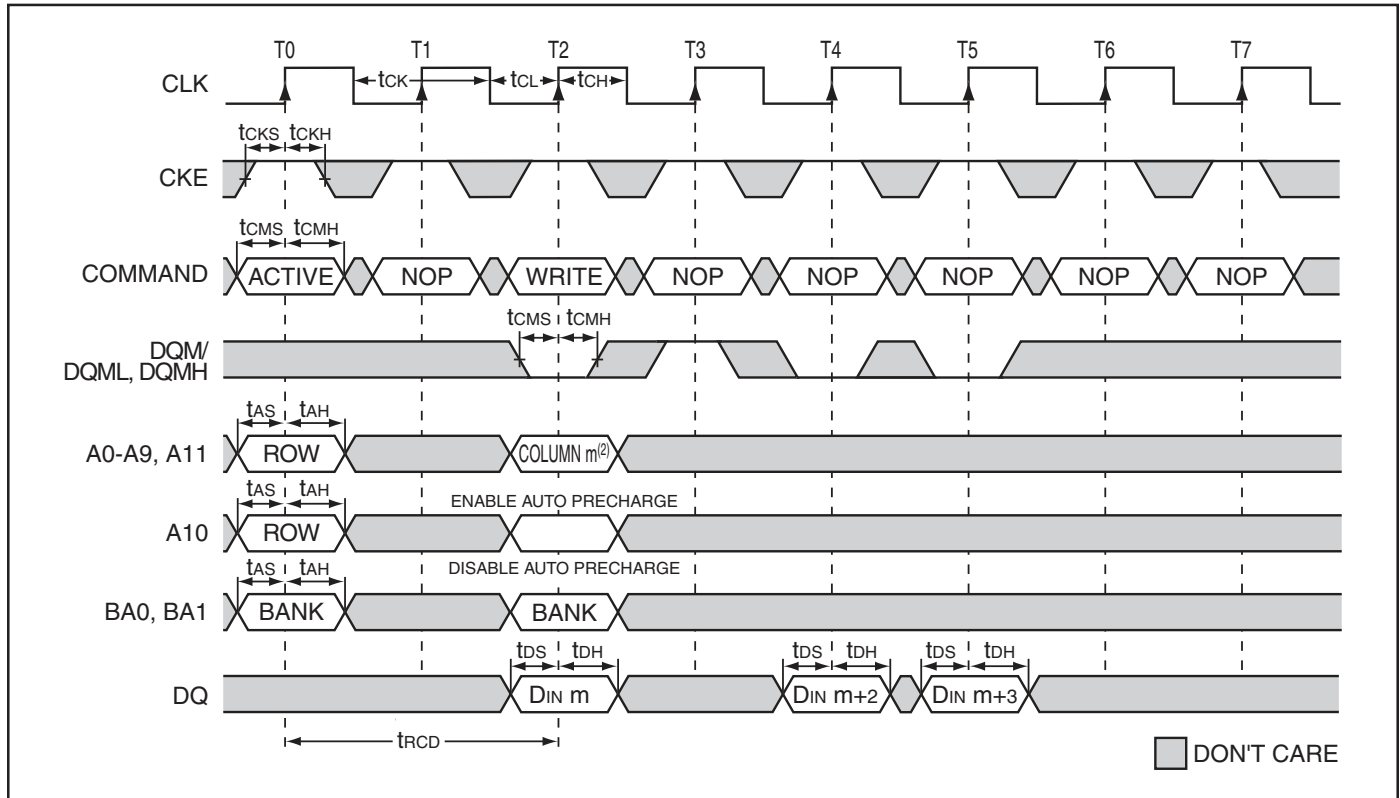 T0 T1 T2 T3 T4 T5 T6 T7
CLK
tCK tCL tCH
tCKS tCKH
CKE
tCMS tCMH
COMMAND ACTIVE NOP WRITE NOP NOP NOP NOP NOP
tCMS tCMH
DQM/
DQML, DQMH
tAS tAH
A0-A9, A11 ROW COLUMN m(2)
tAS tAH ENABLE AUTO PRECHARGE
A10 ROW
DISABLE AUTO PRECHARGE
tAS tAH
BA0, BA1 BANK BANK
tDS tDH tDS tDH tDS tDH
DQ DIN m DIN m+2 DIN m+3
tRCD
DON'T CARE